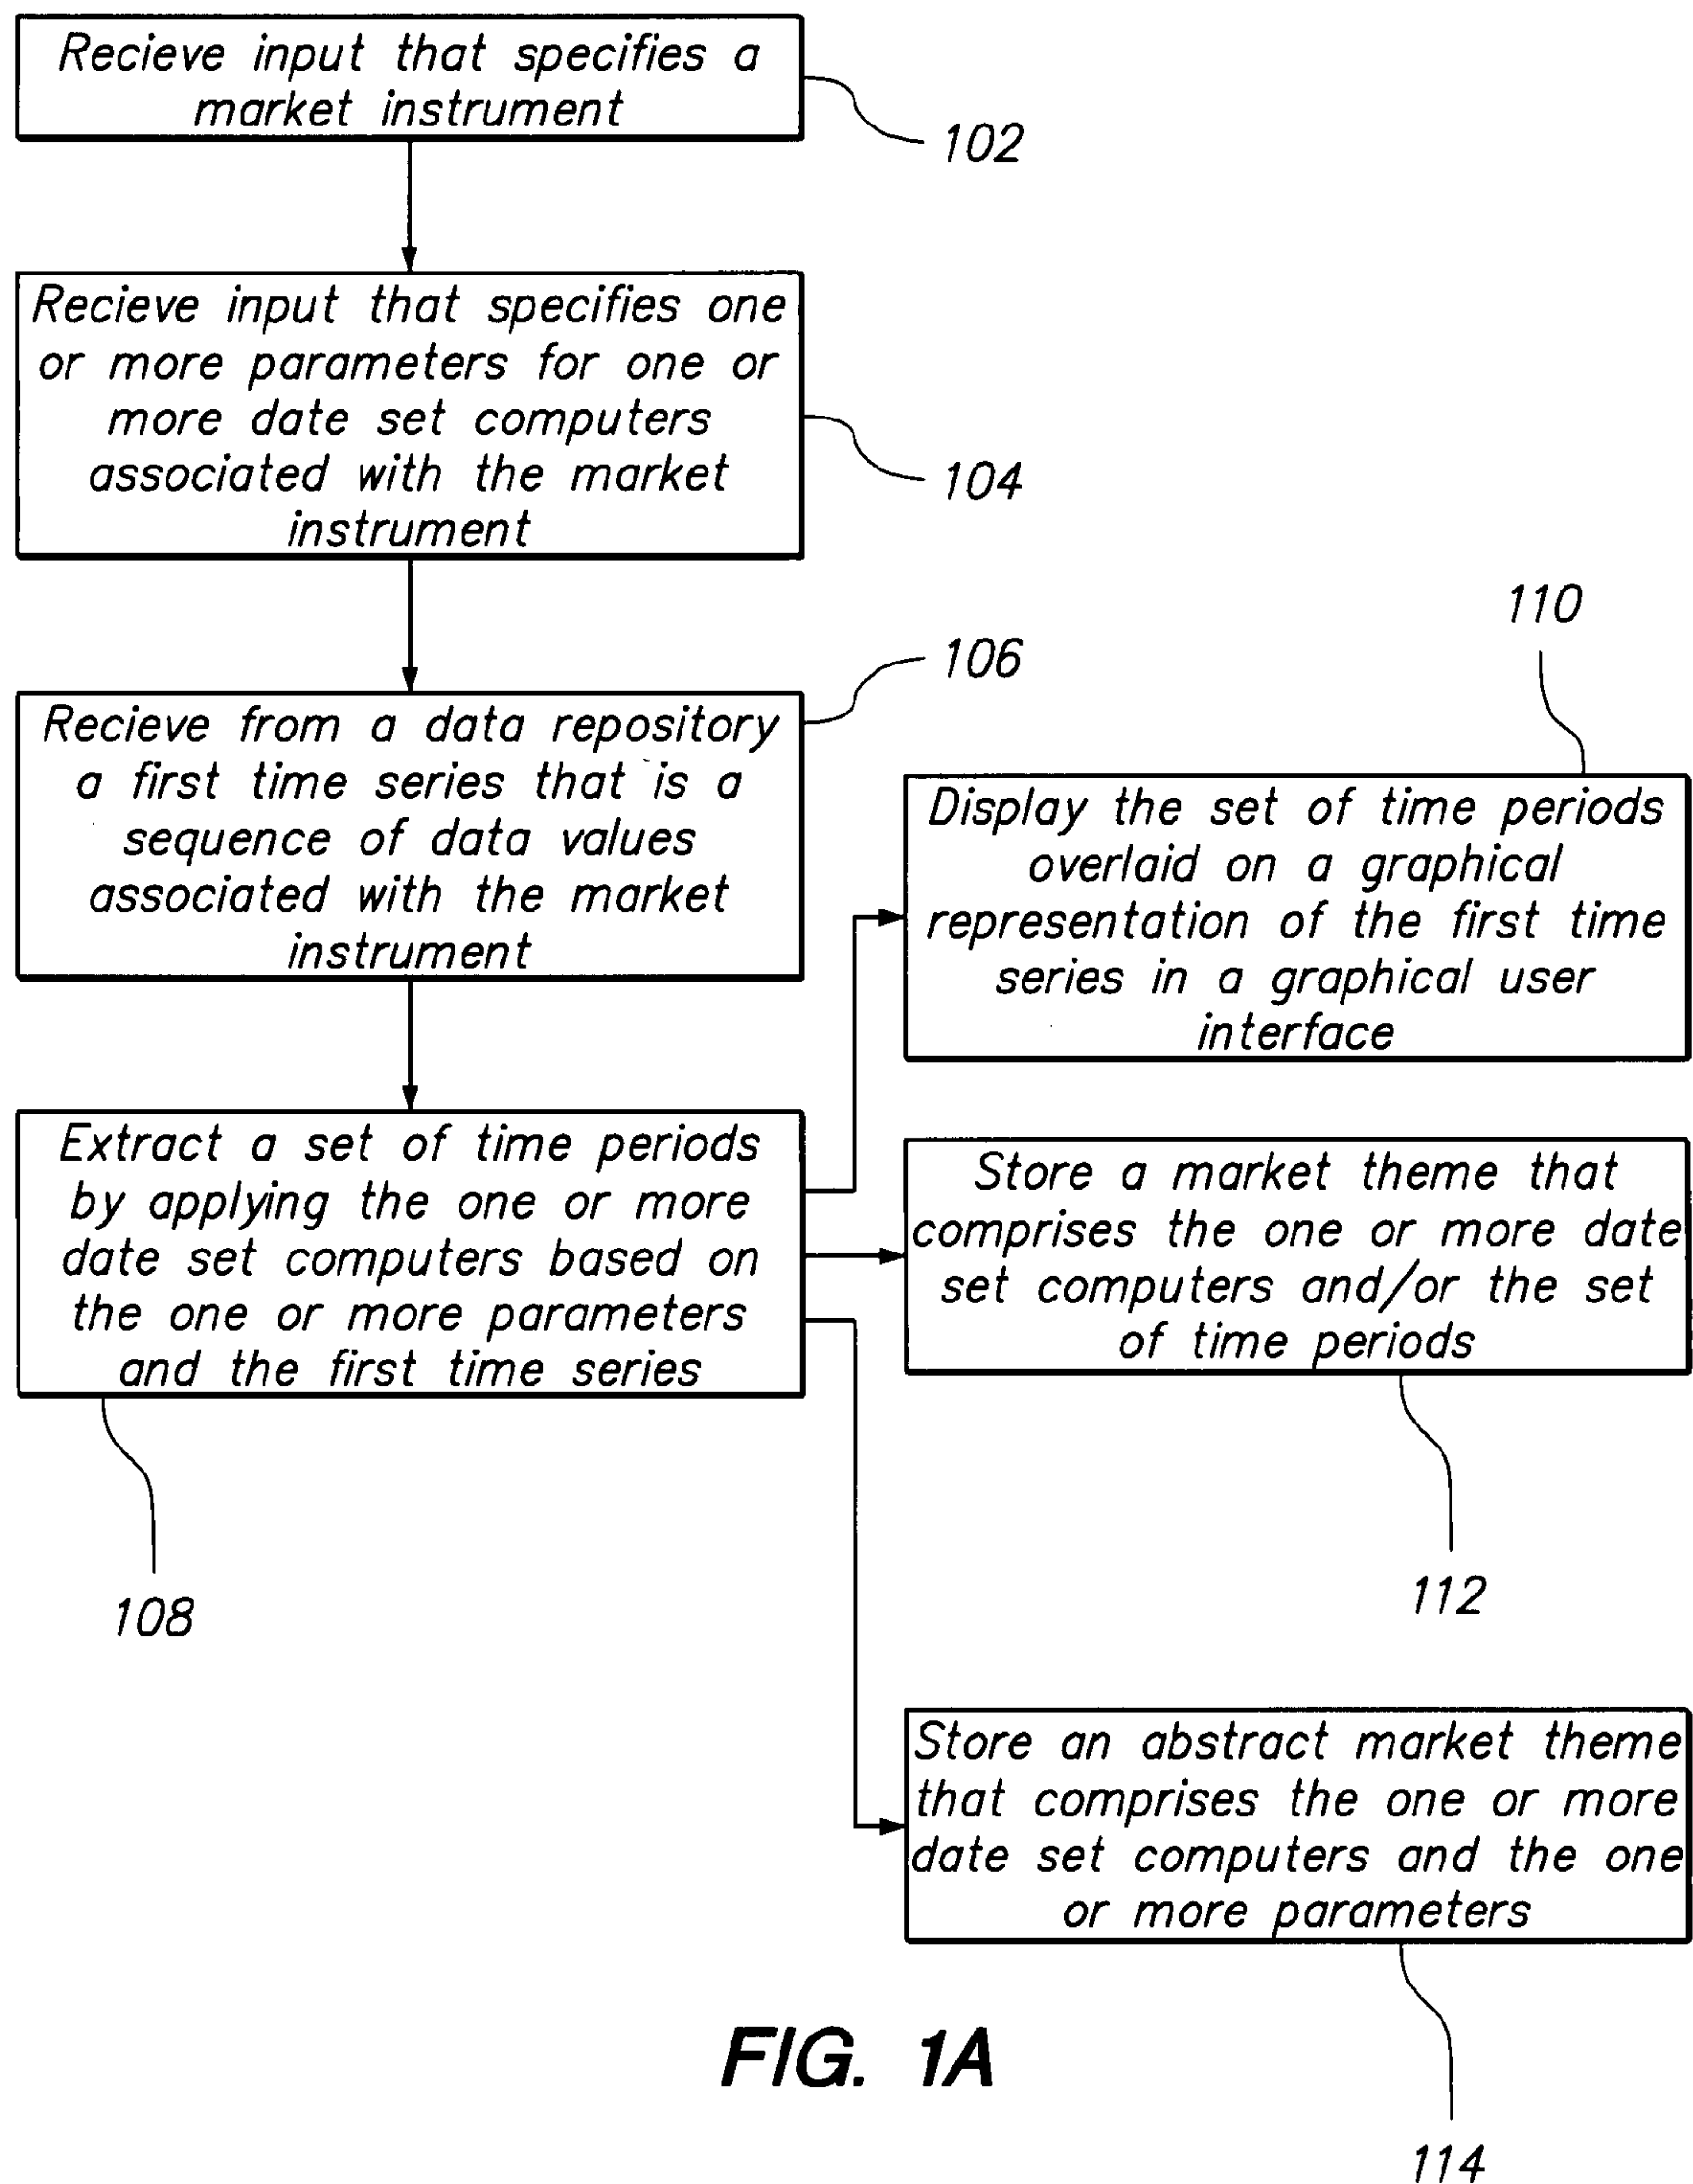 Recieve input that specifies a
market instrument
102
Recieve input that specifies one
or more parameters for one or
more date set computers
associated with the market
instrument
104
106
Recieve from a data repository
a first time series that is a
sequence of data values
associated with the market
instrument
Extract a set of time periods
by applying the one or more
date set computers based on
the one or more parameters
and the first time series
108
110
Display the set of time periods
overlaid on a graphical
representation of the first time
series in a graphical user
interface
Store a market theme that
comprises the one or more date
set computers and/or the set
of time periods
112
Store an abstract market theme
that comprises the one or more
date set computers and the one
or more parameters
114
FIG. 1A